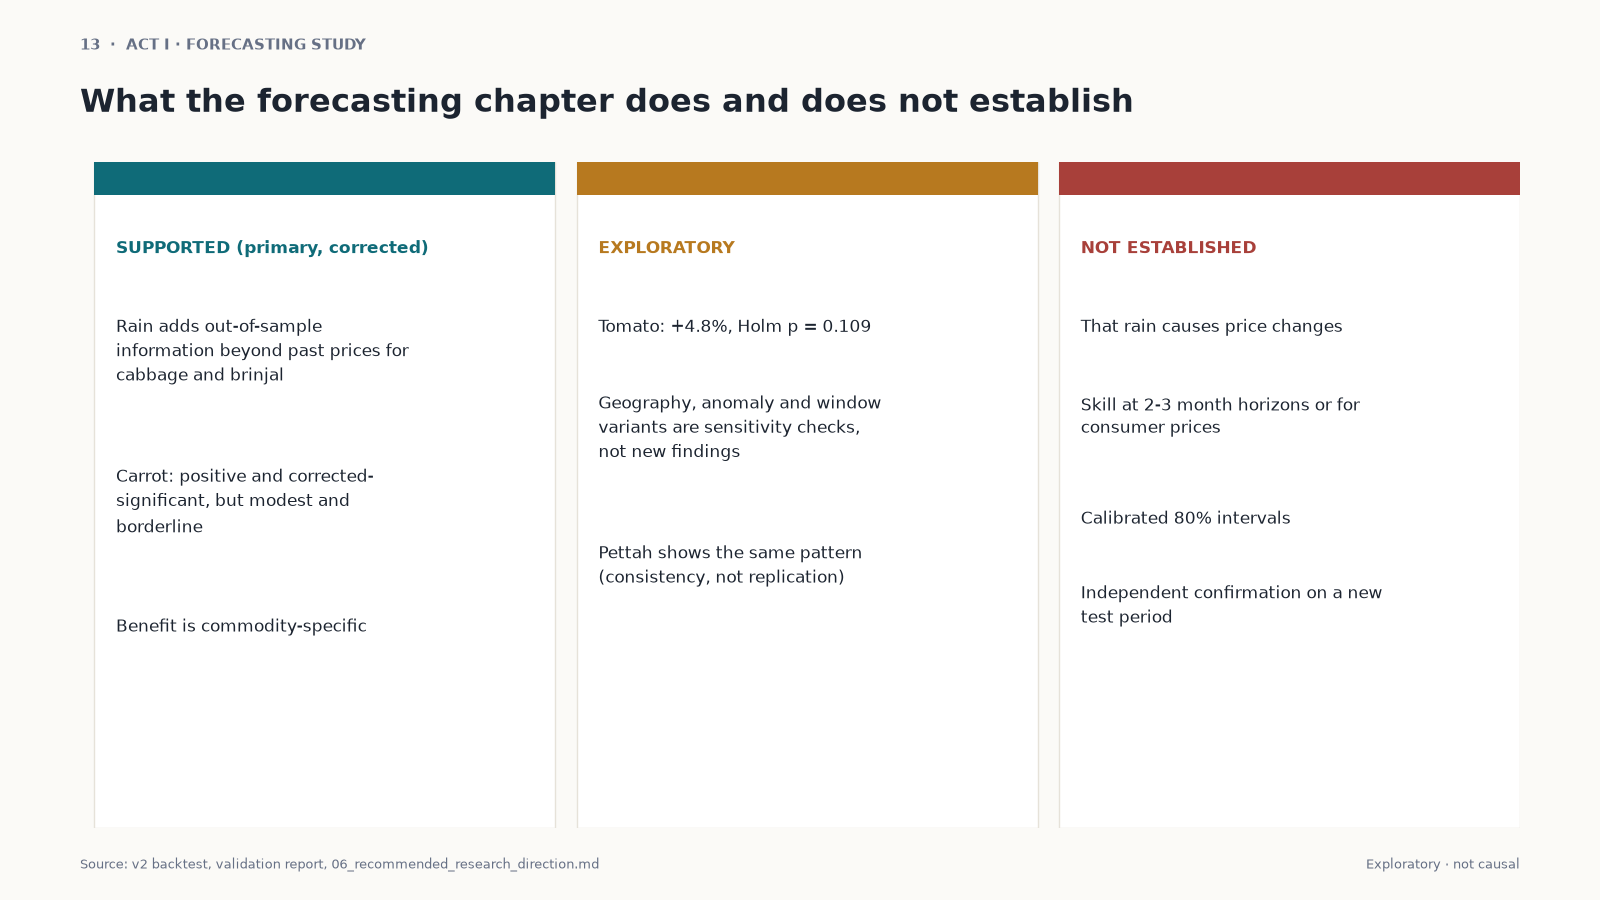 13 · ACT I · FORECASTING STUDY
What the forecasting chapter does and does not establish
SUPPORTED (primary, corrected)
Rain adds out-of-sample
information beyond past prices for
cabbage and brinjal
Carrot: positive and corrected-
significant, but modest and
borderline
Benefit is commodity-specific
EXPLORATORY
Tomato: +4.8%, Holm p = 0.109
Geography, anomaly and window
variants are sensitivity checks,
not new findings
Pettah shows the same pattern
(consistency, not replication)
NOT ESTABLISHED
That rain causes price changes
Skill at 2-3 month horizons or for
consumer prices
Calibrated 80% intervals
Independent confirmation on a new
test period
Source: v2 backtest, validation report, 06_recommended_research_direction.md
Exploratory · not causal